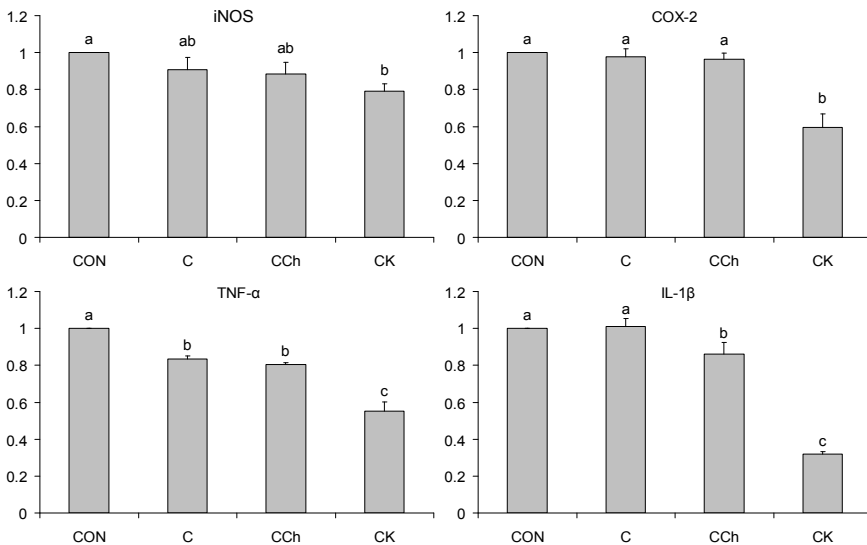 iNOS
1.2
1
0.8
0.6
0.4
0.2
0
a
ab
ab
b
CON
C
CCh
CK
COX-2
1.2
1
0.8
0.6
0.4
0.2
0
a
a
a
b
CON
C
CCh
CK
TNF-α
1.2
1
0.8
0.6
0.4
0.2
0
a
b
b
c
CON
C
CCh
CK
IL-1β
1.2
1
0.8
0.6
0.4
0.2
0
a
a
b
c
CON
C
CCh
CK